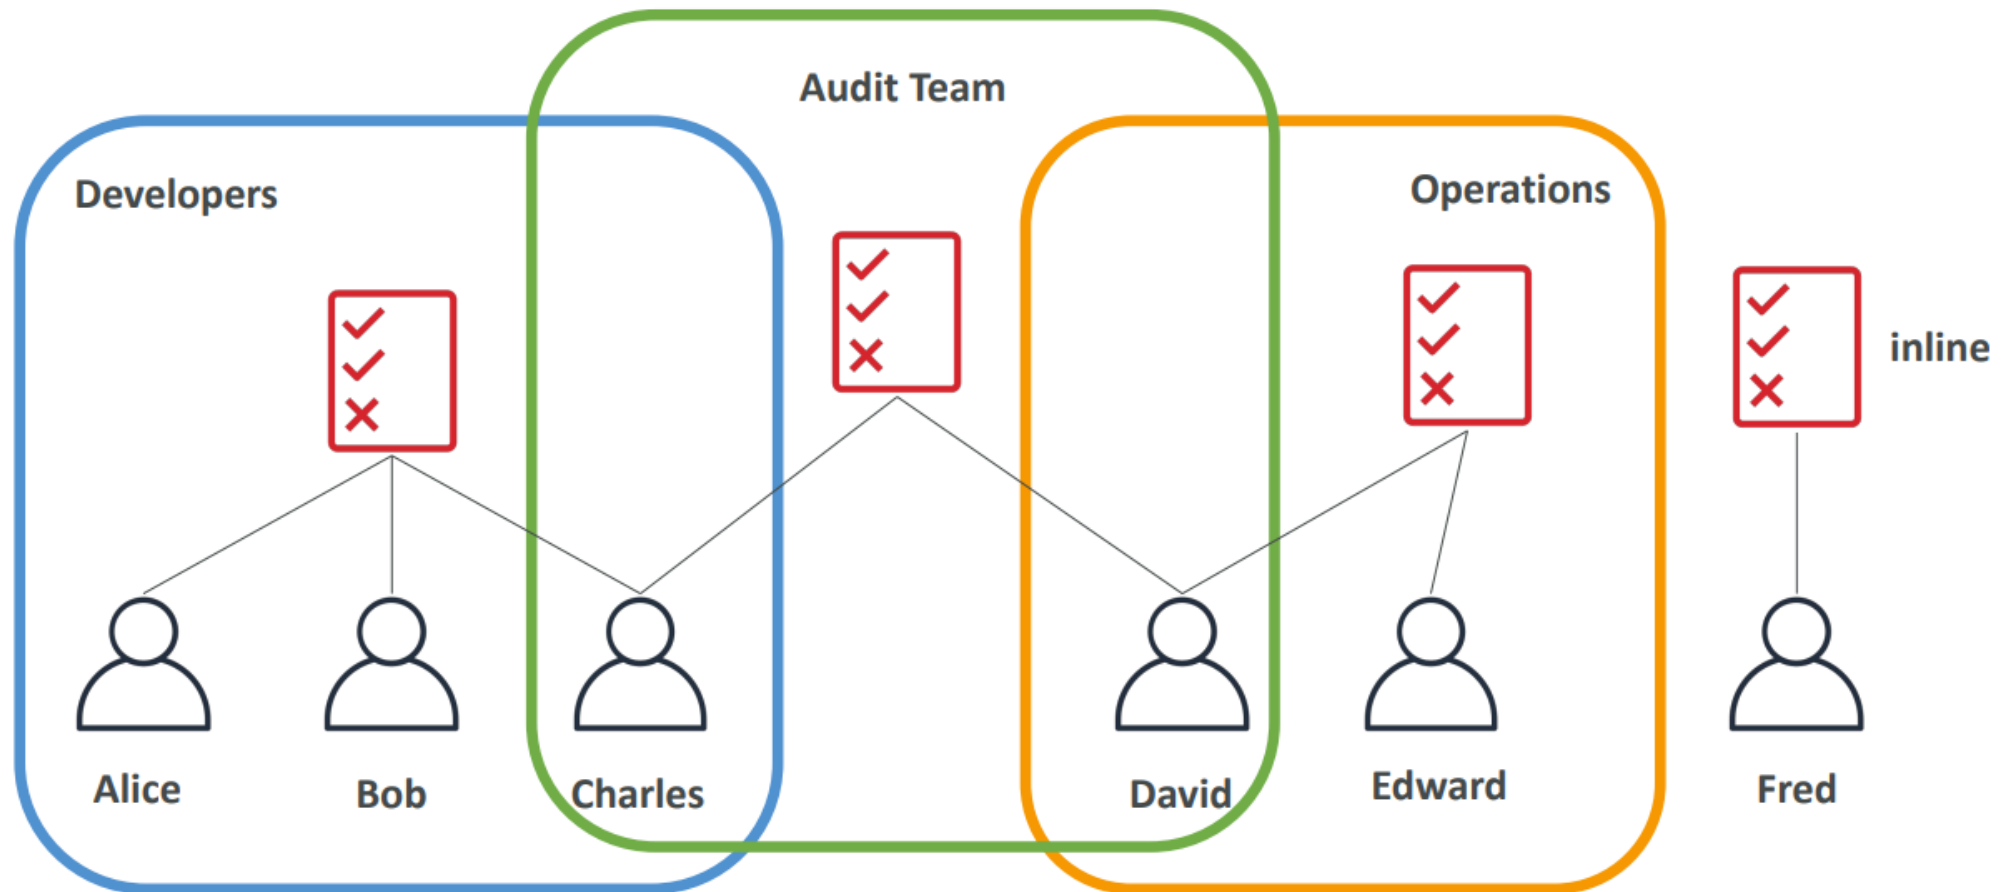 Audit Team
Developers
Operations
inline
Alice
Bob
Charles
David
Edward
Fred